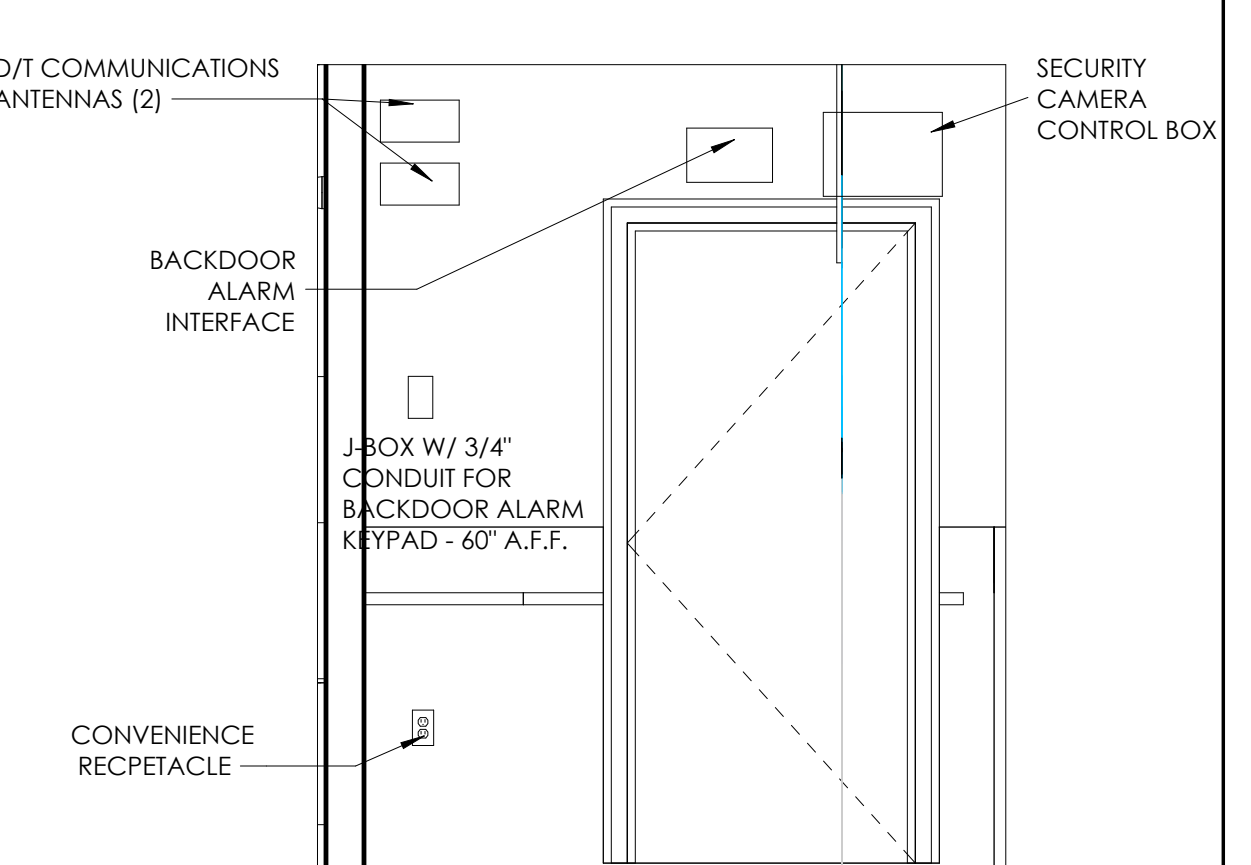 D/T COMMUNICATIONS
ANTENNAS (2)
SECURITY
CAMERA
CONTROL BOX
BACKDOOR
ALARM
INTERFACE
J-BOX W/ 3/4"
CONDUIT FOR
BACKDOOR ALARM
KEYPAD - 60" A.F.F.
CONVENIENCE
RECPETACLE